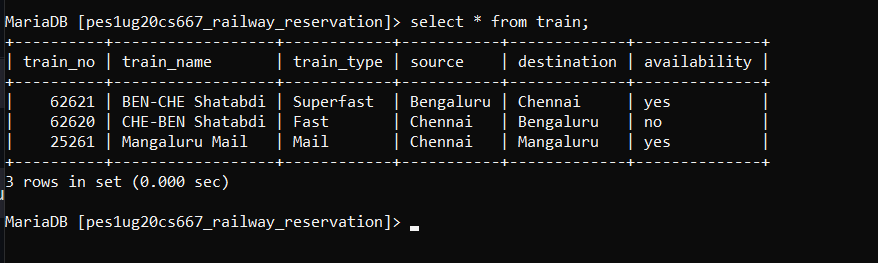 MariaDB [pes1ug20cs667_railway_reservation]> select * from train;
+----------+------------------+------------+-----------+-------------+--------------+
| train_no | train_name       | train_type | source    | destination | availability |
+----------+------------------+------------+-----------+-------------+--------------+
|    62621 | BEN-CHE Shatabdi | Superfast  | Bengaluru | Chennai     | yes          |
|    62620 | CHE-BEN Shatabdi | Fast       | Chennai   | Bengaluru   | no           |
|    25261 | Mangaluru Mail   | Mail       | Chennai   | Mangaluru   | yes          |
+----------+------------------+------------+-----------+-------------+--------------+
3 rows in set (0.000 sec)
MariaDB [pes1ug20cs667_railway_reservation]>